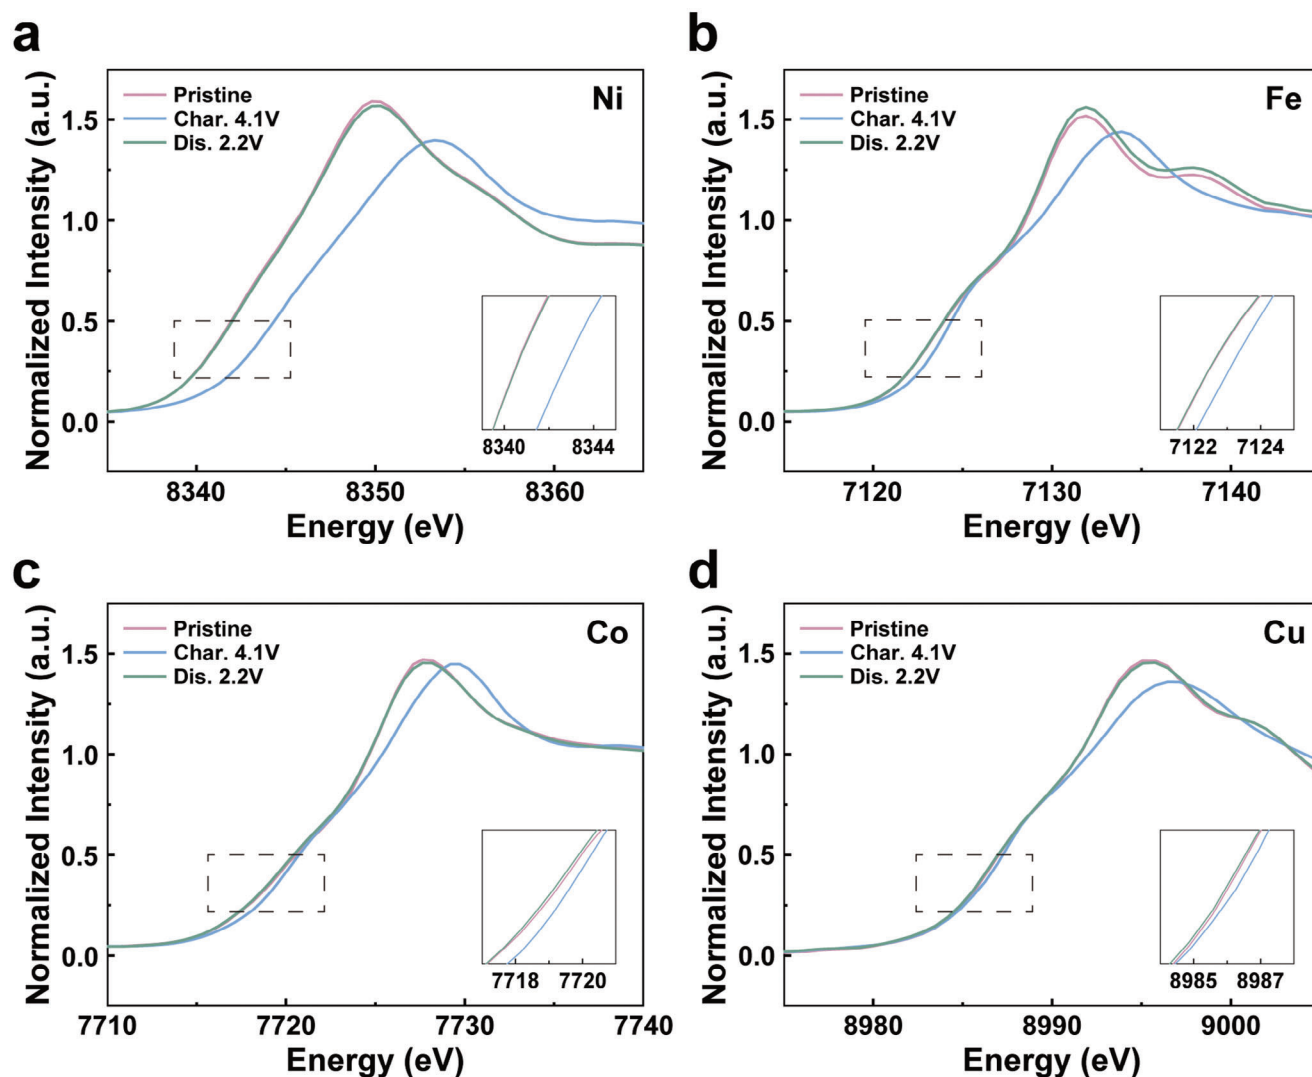 a
Normalized Intensity (a.u.)
Pristine
Char. 4.1V
Dis. 2.2V
Ni
1.5
1.0
0.5
0.0
8340 8344
8340 8350 8360
Energy (eV)
b
Normalized Intensity (a.u.)
Pristine
Char. 4.1V
Dis. 2.2V
Fe
1.5
1.0
0.5
0.0
7122 7124
7120 7130 7140
Energy (eV)
c
Normalized Intensity (a.u.)
Pristine
Char. 4.1V
Dis. 2.2V
Co
1.5
1.0
0.5
0.0
7718 7720
7710 7720 7730 7740
Energy (eV)
d
Normalized Intensity (a.u.)
Pristine
Char. 4.1V
Dis. 2.2V
Cu
1.5
1.0
0.5
0.0
8985 8987
8980 8990 9000
Energy (eV)